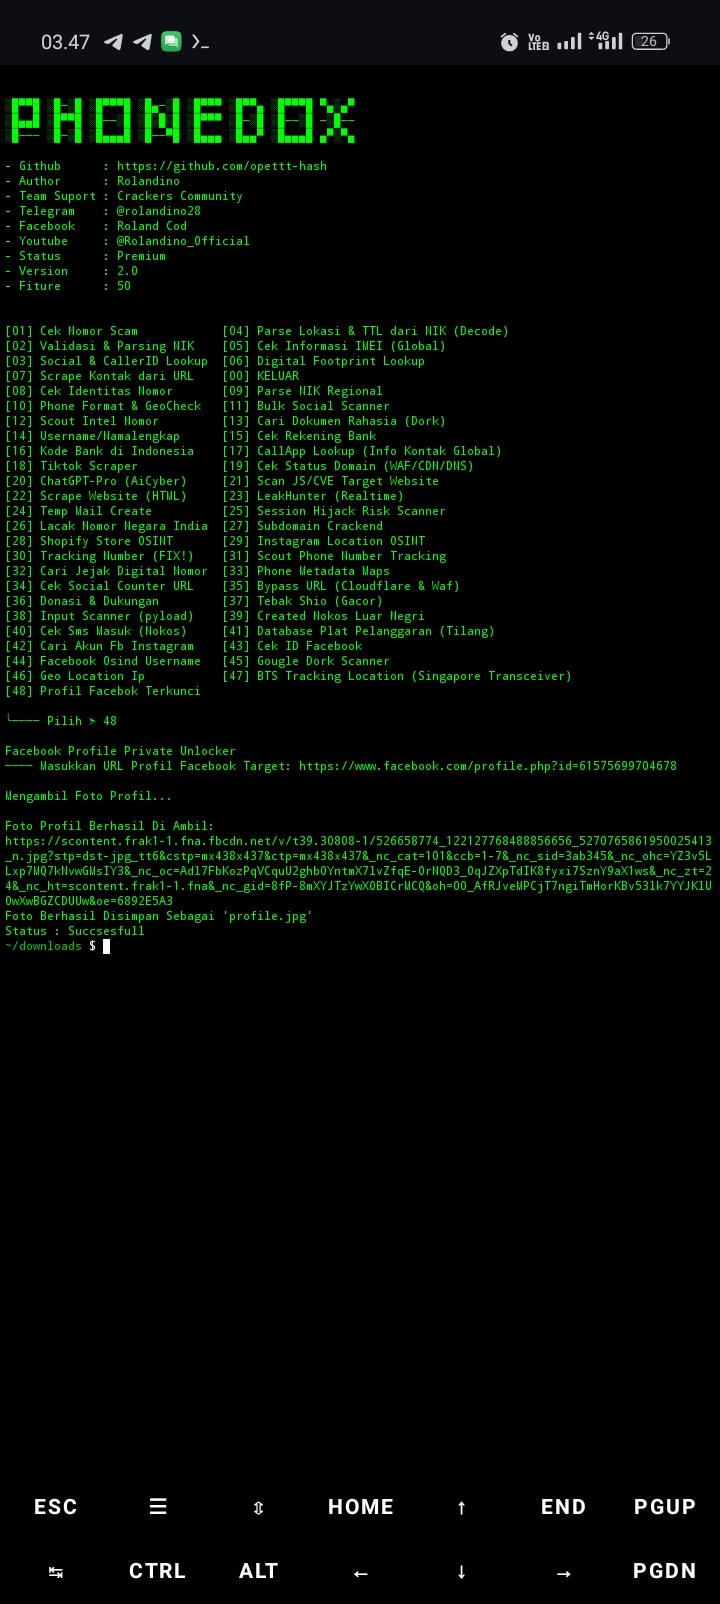 03.47 Vo LTE2 4G 26
PHONEDOX
- Github : https://github.com/opettt-hash
- Author : Rolandino
- Team Suport : Crackers Community
- Telegram : @rolandino28
- Facebook : Roland Cod
- Youtube : @Rolandino_Official
- Status : Premium
- Version : 2.0
- Fiture : 50
[01] Cek Nomor Scam [04] Parse Lokasi & TTL dari NIK (Decode)
[02] Validasi & Parsing NIK [05] Cek Informasi IMEI (Global)
[03] Social & CallerID Lookup [06] Digital Footprint Lookup
[07] Scrape Kontak dari URL [00] KELUAR
[08] Cek Identitas Nomor [09] Parse NIK Regional
[10] Phone Format & GeoCheck [11] Bulk Social Scanner
[12] Scout Intel Nomor [13] Cari Dokumen Rahasia (Dork)
[14] Username/Namalengkap [15] Cek Rekening Bank
[16] Kode Bank di Indonesia [17] CallApp Lookup (Info Kontak Global)
[18] Tiktok Scraper [19] Cek Status Domain (WAF/CDN/DNS)
[20] ChatGPT-Pro (AiCyber) [21] Scan JS/CVE Target Website
[22] Scrape Website (HTML) [23] LeakHunter (Realtime)
[24] Temp Mail Create [25] Session Hijack Risk Scanner
[26] Lacak Nomor Negara India [27] Subdomain Crackend
[28] Shopify Store OSINT [29] Instagram Location OSINT
[30] Tracking Number (FIX!) [31] Scout Phone Number Tracking
[32] Cari Jejak Digital Nomor [33] Phone Metadata Maps
[34] Cek Social Counter URL [35] Bypass URL (Cloudflare & Waf)
[36] Donasi & Dukungan [37] Tebak Shio (Gacor)
[38] Input Scanner (pyload) [39] Created Nokos Luar Negri
[40] Cek Sms Masuk (Nokos) [41] Database Plat Pelanggaran (Tilang)
[42] Cari Akun Fb Instagram [43] Cek ID Facebook
[44] Facebook Osind Username [45] Gougle Dork Scanner
[46] Geo Location Ip [47] BTS Tracking Location (Singapore Transceiver)
[48] Profil Facebok Terkunci
╰──── Pilih ➤ 48
Facebook Profile Private Unlocker
──── Masukkan URL Profil Facebook Target: https://www.facebook.com/profile.php?id=61575699704678
Mengambil Foto Profil...
Foto Profil Berhasil Di Ambil:
https://scontent.frak1-1.fna.fbcdn.net/v/t39.30808-1/526658774_122127768488856656_5270765861950025413
_n.jpg?stp=dst-jpg_tt6&cstp=mx438x437&ctp=mx438x437&_nc_cat=101&ccb=1-7&_nc_sid=3ab345&_nc_ohc=YZ3v5L
Lxp7MQ7kNvwGMsIY3&_nc_oc=Adl7FbKozPqVCquU2ghbOYntmX7lvZfqE-OrNQD3_OqJZXpTdIK8fyxi7SznY9aX1ws&_nc_zt=2
4&_nc_ht=scontent.frak1-1.fna&_nc_gid=8fP-8mXYJTzYwXOBICrMCQ&oh=00_AfRJveMPCjT7ngiTmHorKBv53lk7YYJKlU
OwXwBGZCDUUw&oe=6892E5A3
Foto Berhasil Disimpan Sebagai 'profile.jpg'
Status : Succsesfull
~/downloads $
ESC ☰ ⇳ HOME ↑ END PGUP
↹ CTRL ALT ← ↓ → PGDN